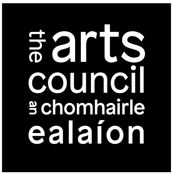 the arts
council
an chomhairle
ealaíon